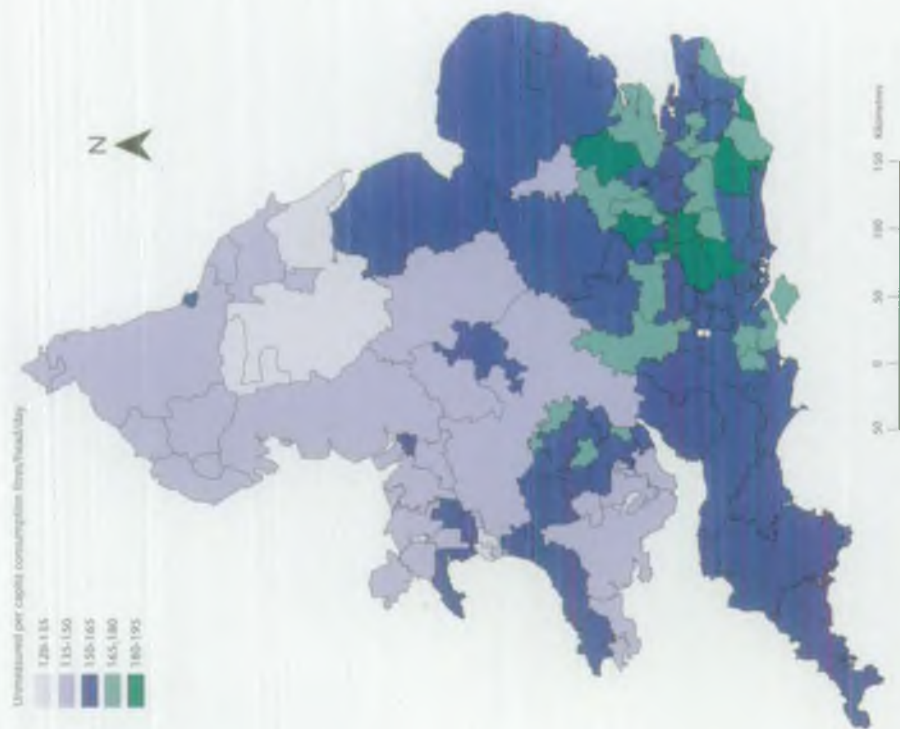 Unmeasured per capita consumption litres/head/day
120-135
135-150
150-165
165-180
180-195
N
50 0 50 100 150 Kilometres